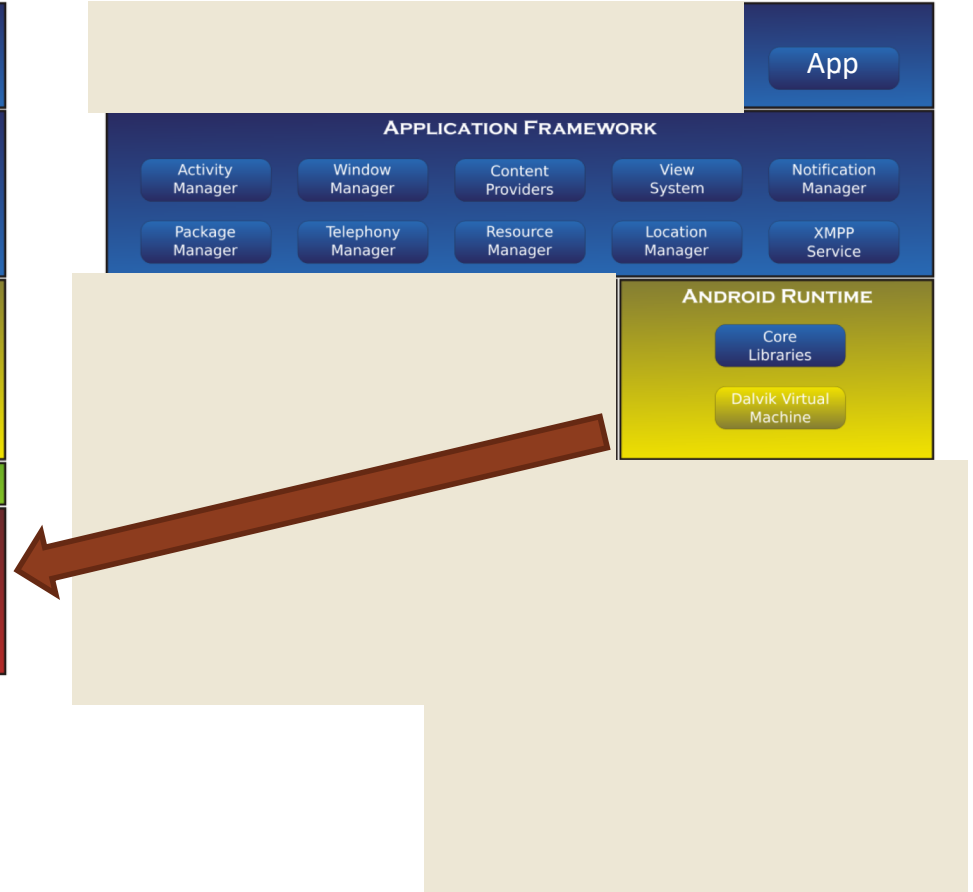 App
APPLICATION FRAMEWORK
Activity
Manager
Window
Manager
Content
Providers
View
System
Notification
Manager
Package
Manager
Telephony
Manager
Resource
Manager
Location
Manager
XMPP
Service
ANDROID RUNTIME
Core
Libraries
Dalvik Virtual
Machine